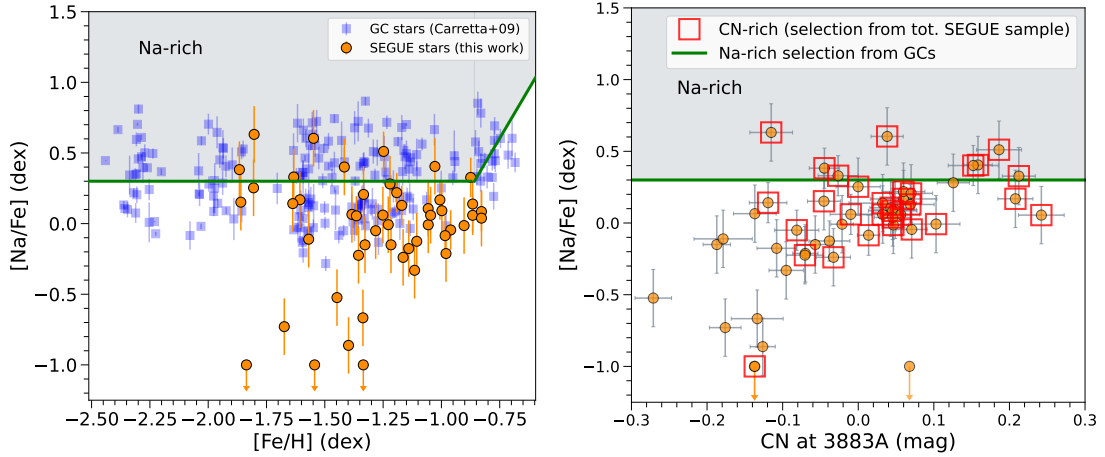 1.5
1.0
0.5
0.0
−0.5
−1.0
[Na/Fe] (dex)
Na-rich
GC stars (Carretta+09)
SEGUE stars (this work)
−2.50 −2.25 −2.00 −1.75 −1.50 −1.25 −1.00 −0.75
[Fe/H] (dex)
1.5
1.0
0.5
0.0
−0.5
−1.0
[Na/Fe] (dex)
CN-rich (selection from tot. SEGUE sample)
Na-rich selection from GCs
Na-rich
−0.3 −0.2 −0.1 0.0 0.1 0.2 0.3
CN at 3883A (mag)